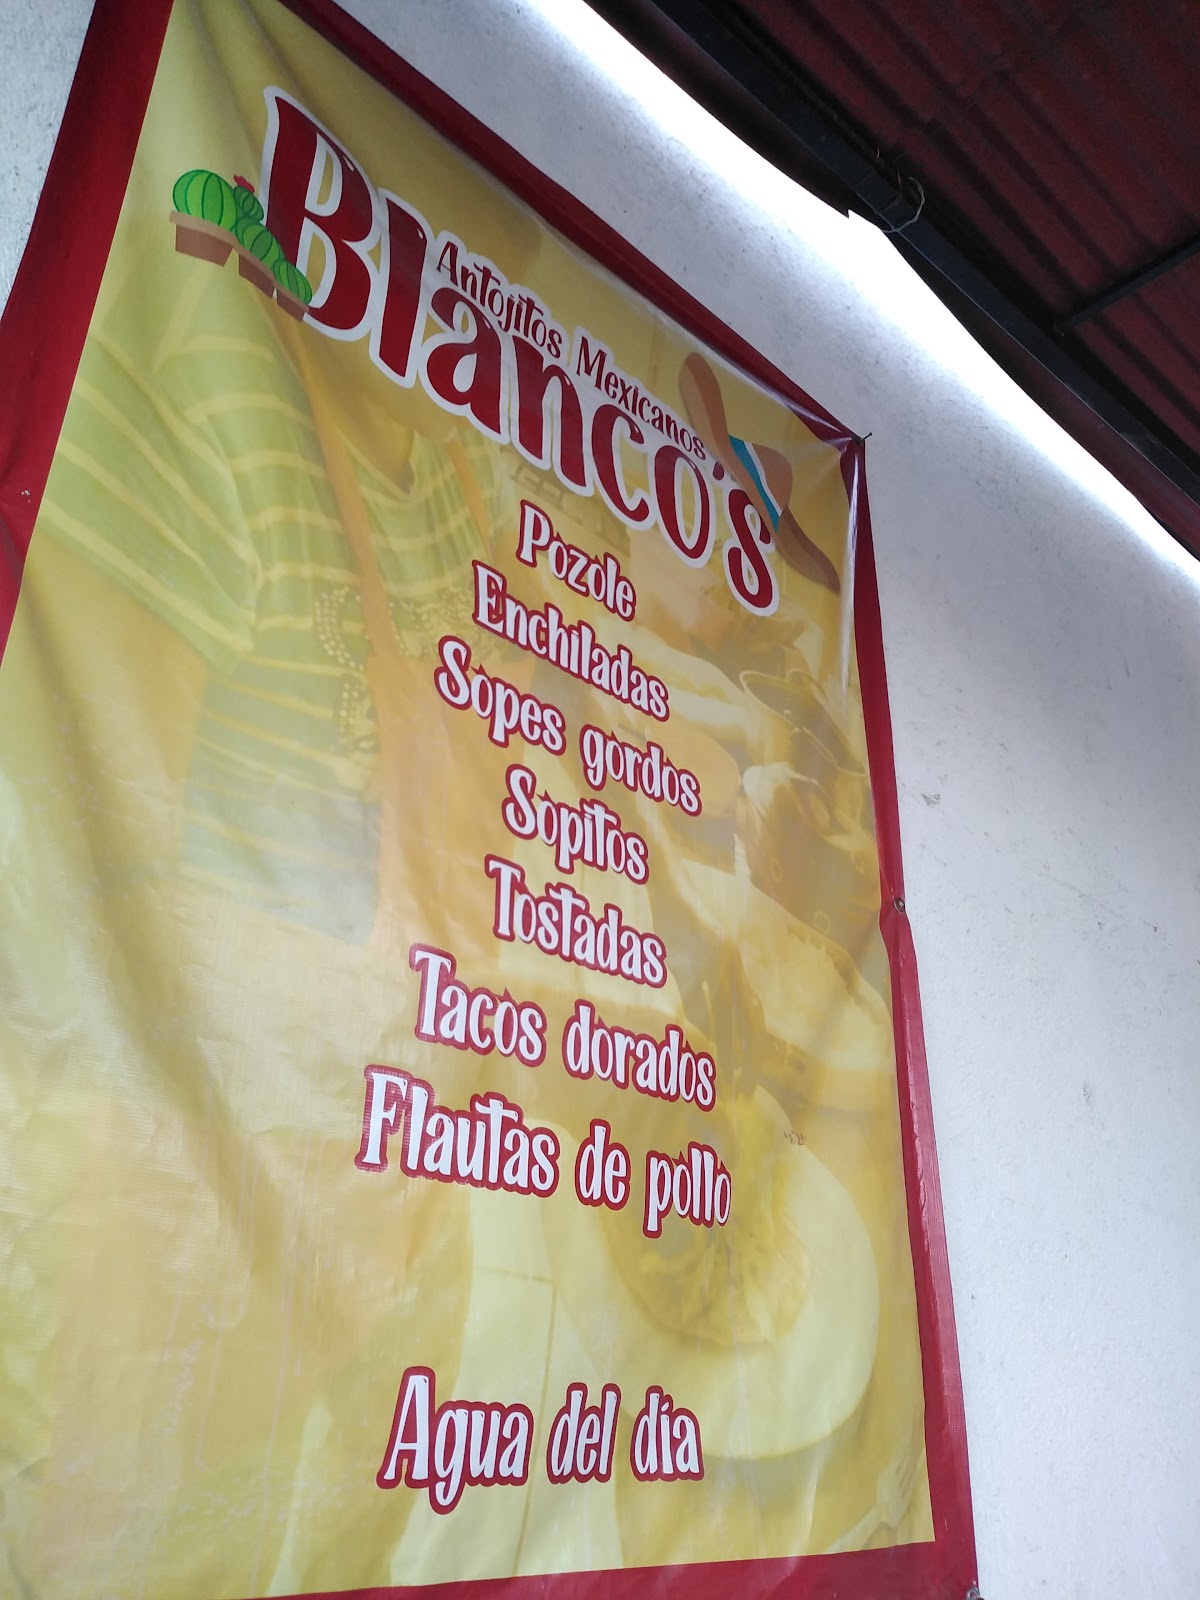 Antojitos Mexicanos
Blanco's
Pozole
Enchiladas
Sopes gordos
Sopitos
Tostadas
Tacos dorados
Flautas de pollo
Agua del día